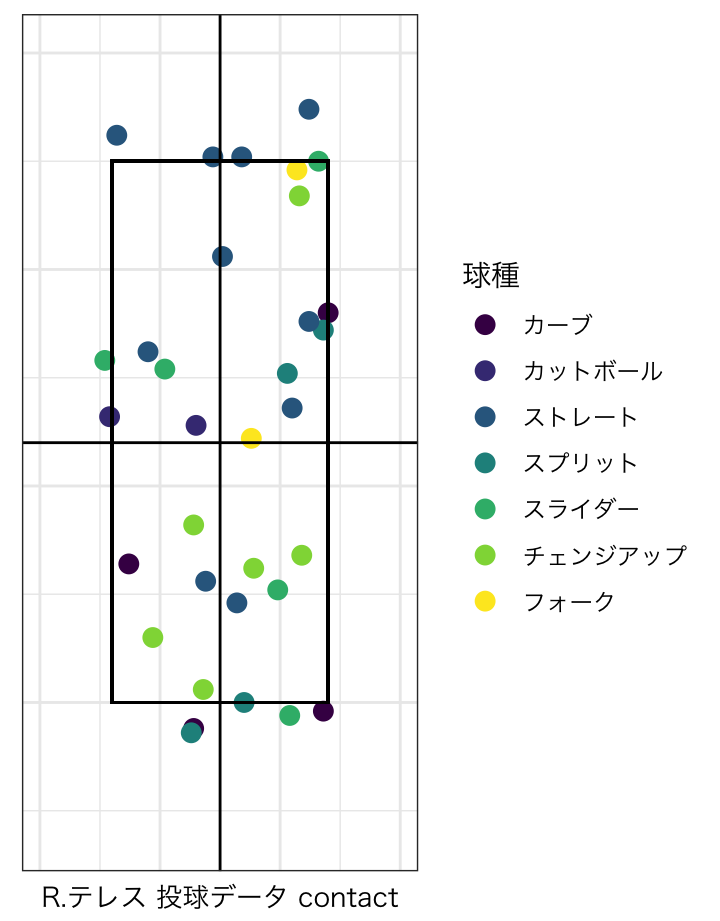 球種
カーブ
カットボール
ストレート
スプリット
スライダー
チェンジアップ
フォーク
R.テレス 投球データ contact